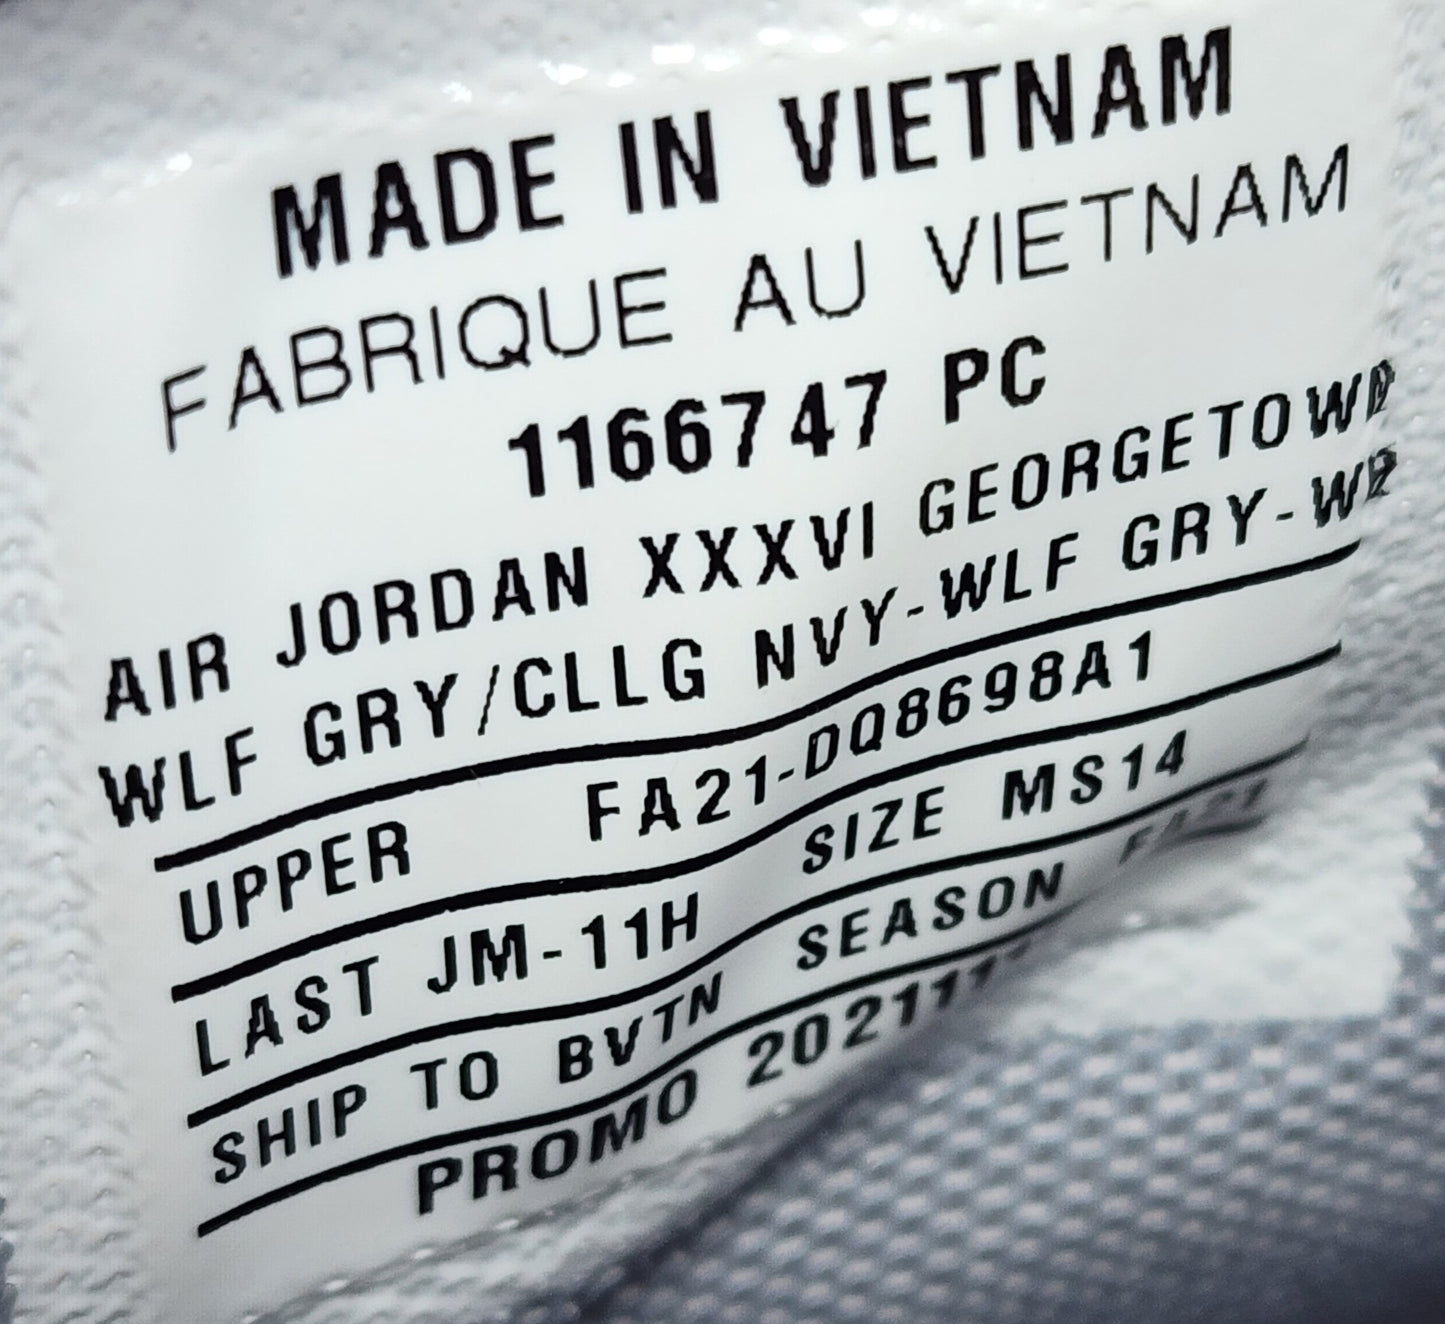 MADE IN VIETNAM
FABRIQUE AU VIETNAM
1166747 PC
AIR JORDAN XXXVI GEORGETOWN
WLF GRY/CLLG NVY-WLF GRY-
UPPER FA21-DQ8698A1
LAST JM-11H SIZE MS14
SHIP TO BVTN SEASON FA21
PROMO